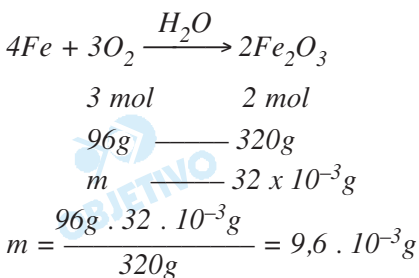 H₂O
4Fe + 3O₂ ⟶ 2Fe₂O₃
3 mol 2 mol
96g —— 320g
m —— 32 x 10⁻³g
OBJETIVO
m = 96g . 32 . 10⁻³g / 320g = 9,6 . 10⁻³g